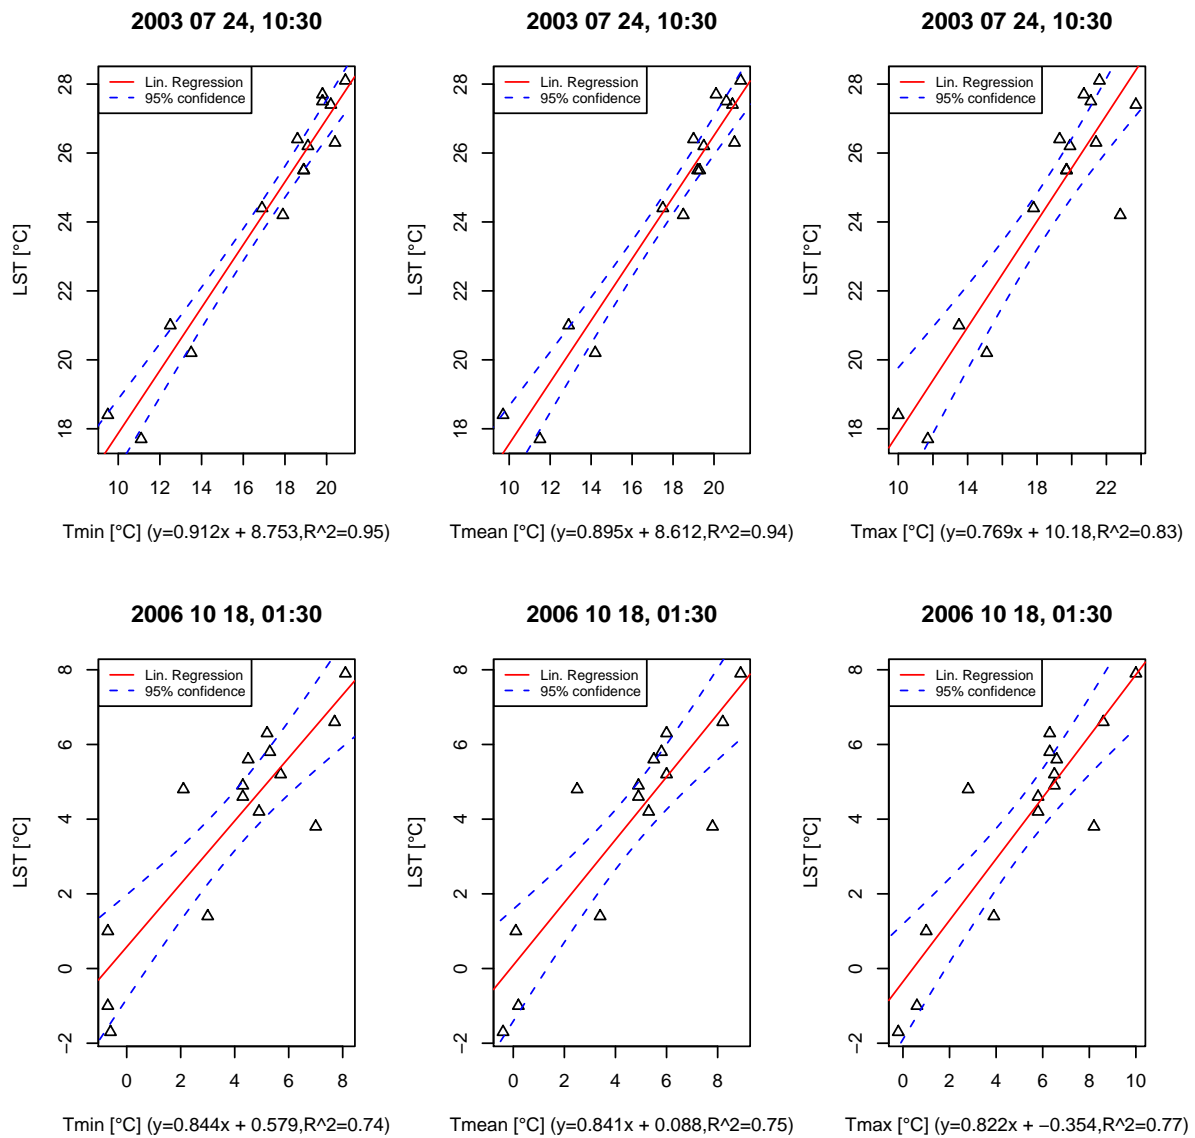 2003 07 24, 10:30
Lin. Regression
95% confidence
LST [°C]
18 20 22 24 26 28
10 12 14 16 18 20
Tmin [°C] (y=0.912x + 8.753,R^2=0.95)
2003 07 24, 10:30
Lin. Regression
95% confidence
LST [°C]
18 20 22 24 26 28
10 12 14 16 18 20
Tmean [°C] (y=0.895x + 8.612,R^2=0.94)
2003 07 24, 10:30
Lin. Regression
95% confidence
LST [°C]
18 20 22 24 26 28
10 14 18 22
Tmax [°C] (y=0.769x + 10.18,R^2=0.83)
2006 10 18, 01:30
Lin. Regression
95% confidence
LST [°C]
−2 0 2 4 6 8
0 2 4 6 8
Tmin [°C] (y=0.844x + 0.579,R^2=0.74)
2006 10 18, 01:30
Lin. Regression
95% confidence
LST [°C]
−2 0 2 4 6 8
0 2 4 6 8
Tmean [°C] (y=0.841x + 0.088,R^2=0.75)
2006 10 18, 01:30
Lin. Regression
95% confidence
LST [°C]
−2 0 2 4 6 8
0 2 4 6 8 10
Tmax [°C] (y=0.822x + −0.354,R^2=0.77)